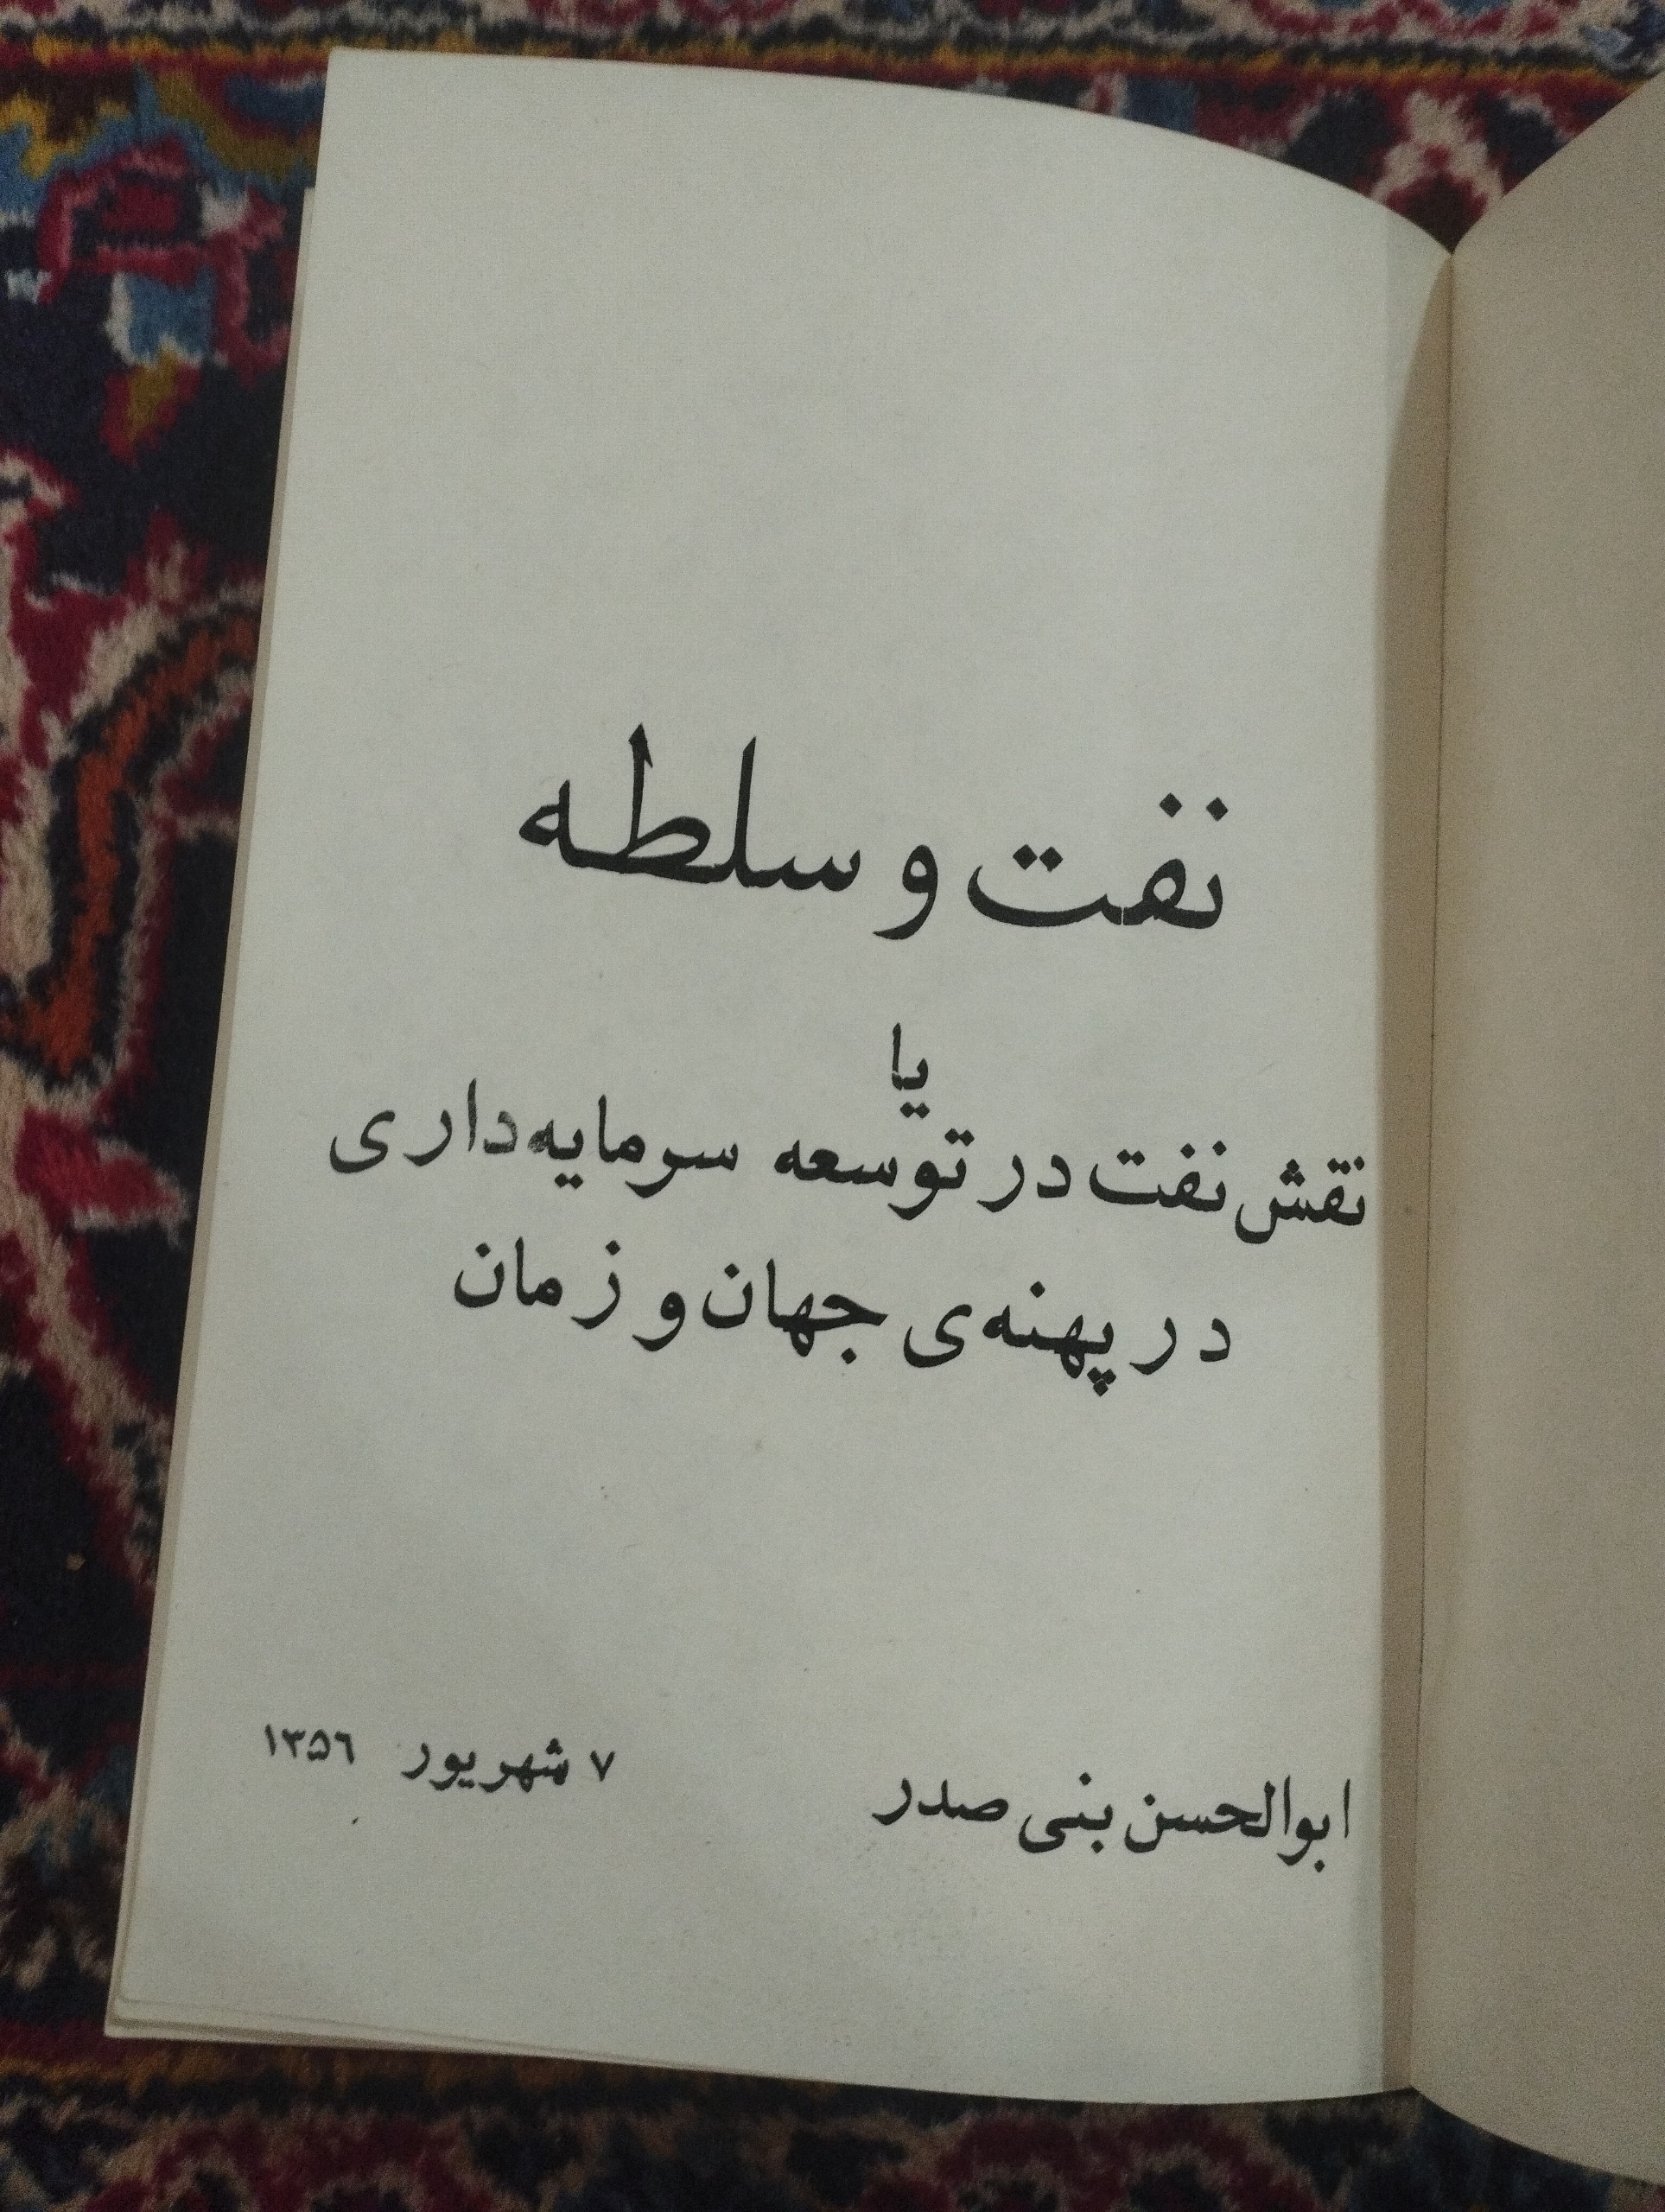 نفت و سلطه
یا
نقش نفت در توسعه سرمایه‌داری
در پهنه‌ی جهان و زمان
ابوالحسن بنی صدر
۷ شهریور ۱۳۵۶